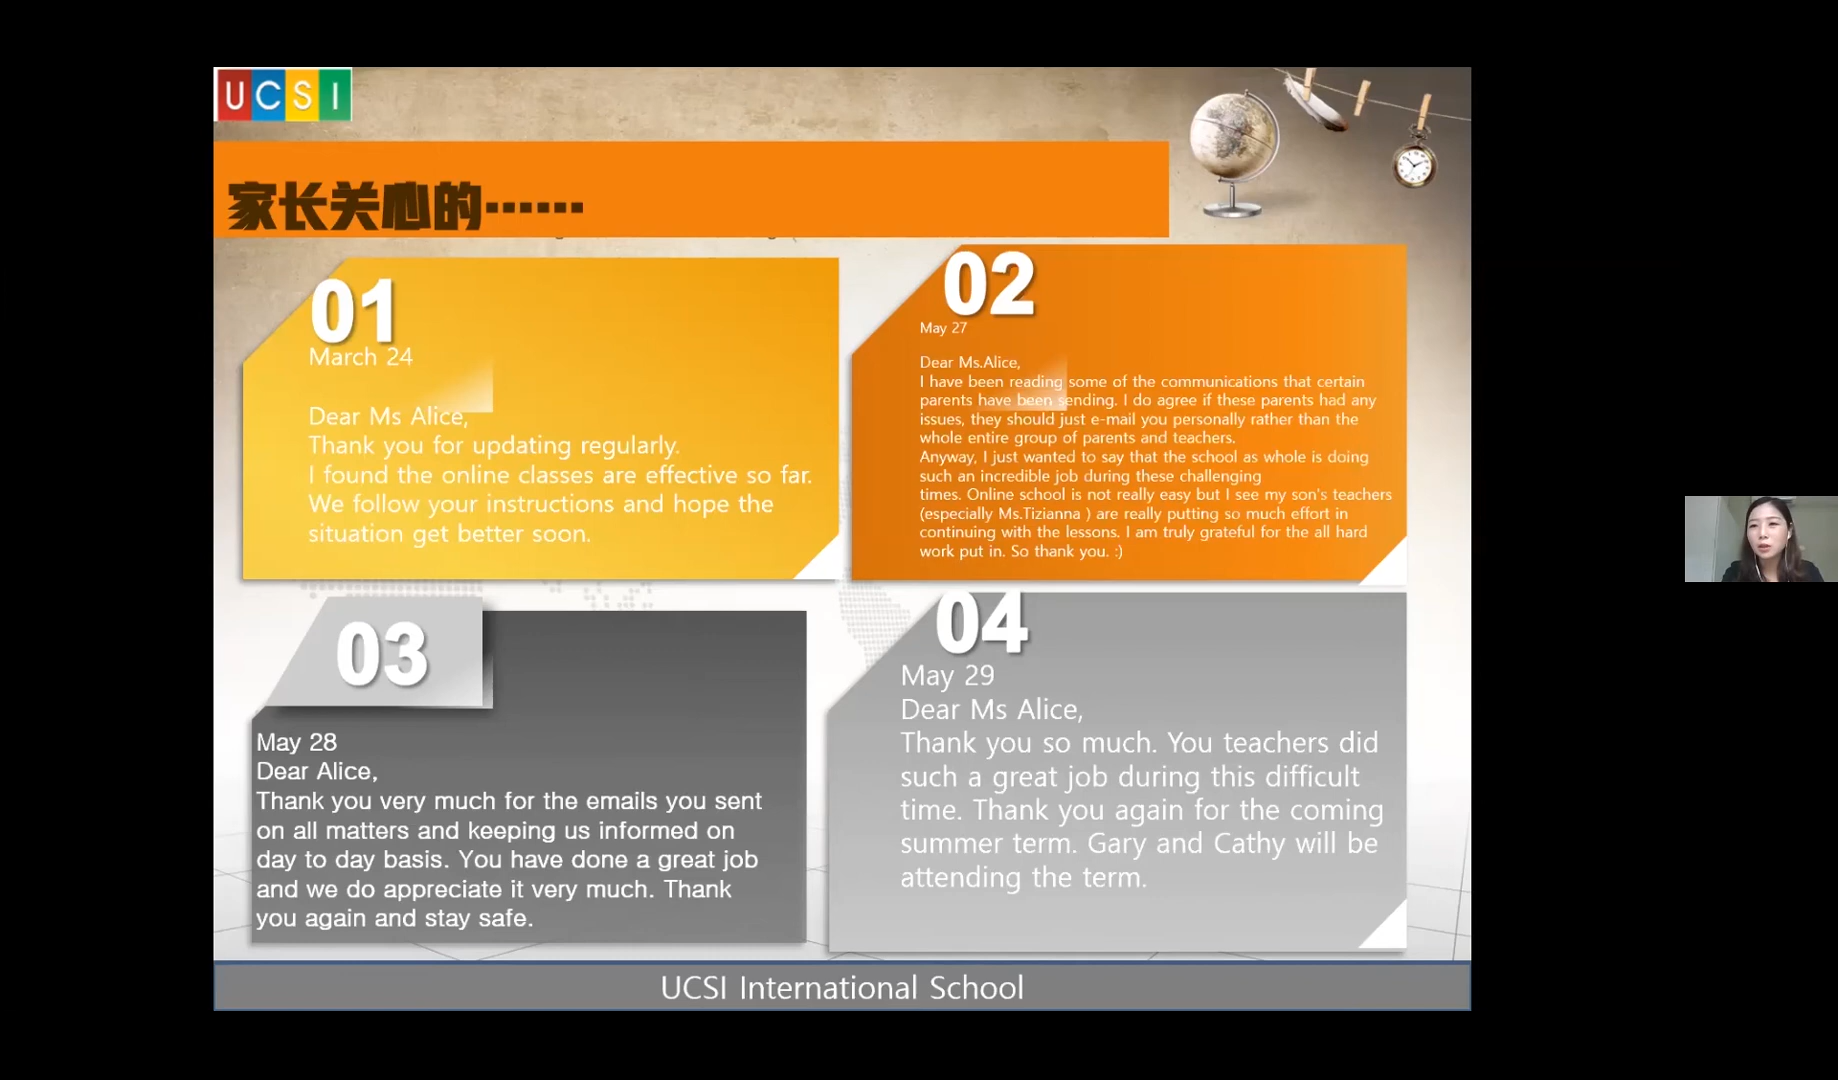 UCSI
家长关心的……
01
March 24
Dear Ms Alice,
Thank you for updating regularly.
I found the online classes are effective so far.
We follow your instructions and hope the
situation get better soon.
02
May 27
Dear Ms.Alice,
I have been reading some of the communications that certain
parents have been sending. I do agree if these parents had any
issues, they should just e-mail you personally rather than the
whole entire group of parents and teachers.
Anyway, I just wanted to say that the school as whole is doing
such an incredible job during these challenging
times. Online school is not really easy but I see my son's teachers
(especially Ms.Tizianna ) are really putting so much effort in
continuing with the lessons. I am truly grateful for the all hard
work put in. So thank you. :)
03
May 28
Dear Alice,
Thank you very much for the emails you sent
on all matters and keeping us informed on
day to day basis. You have done a great job
and we do appreciate it very much. Thank
you again and stay safe.
04
May 29
Dear Ms Alice,
Thank you so much. You teachers did
such a great job during this difficult
time. Thank you again for the coming
summer term. Gary and Cathy will be
attending the term.
UCSI International School